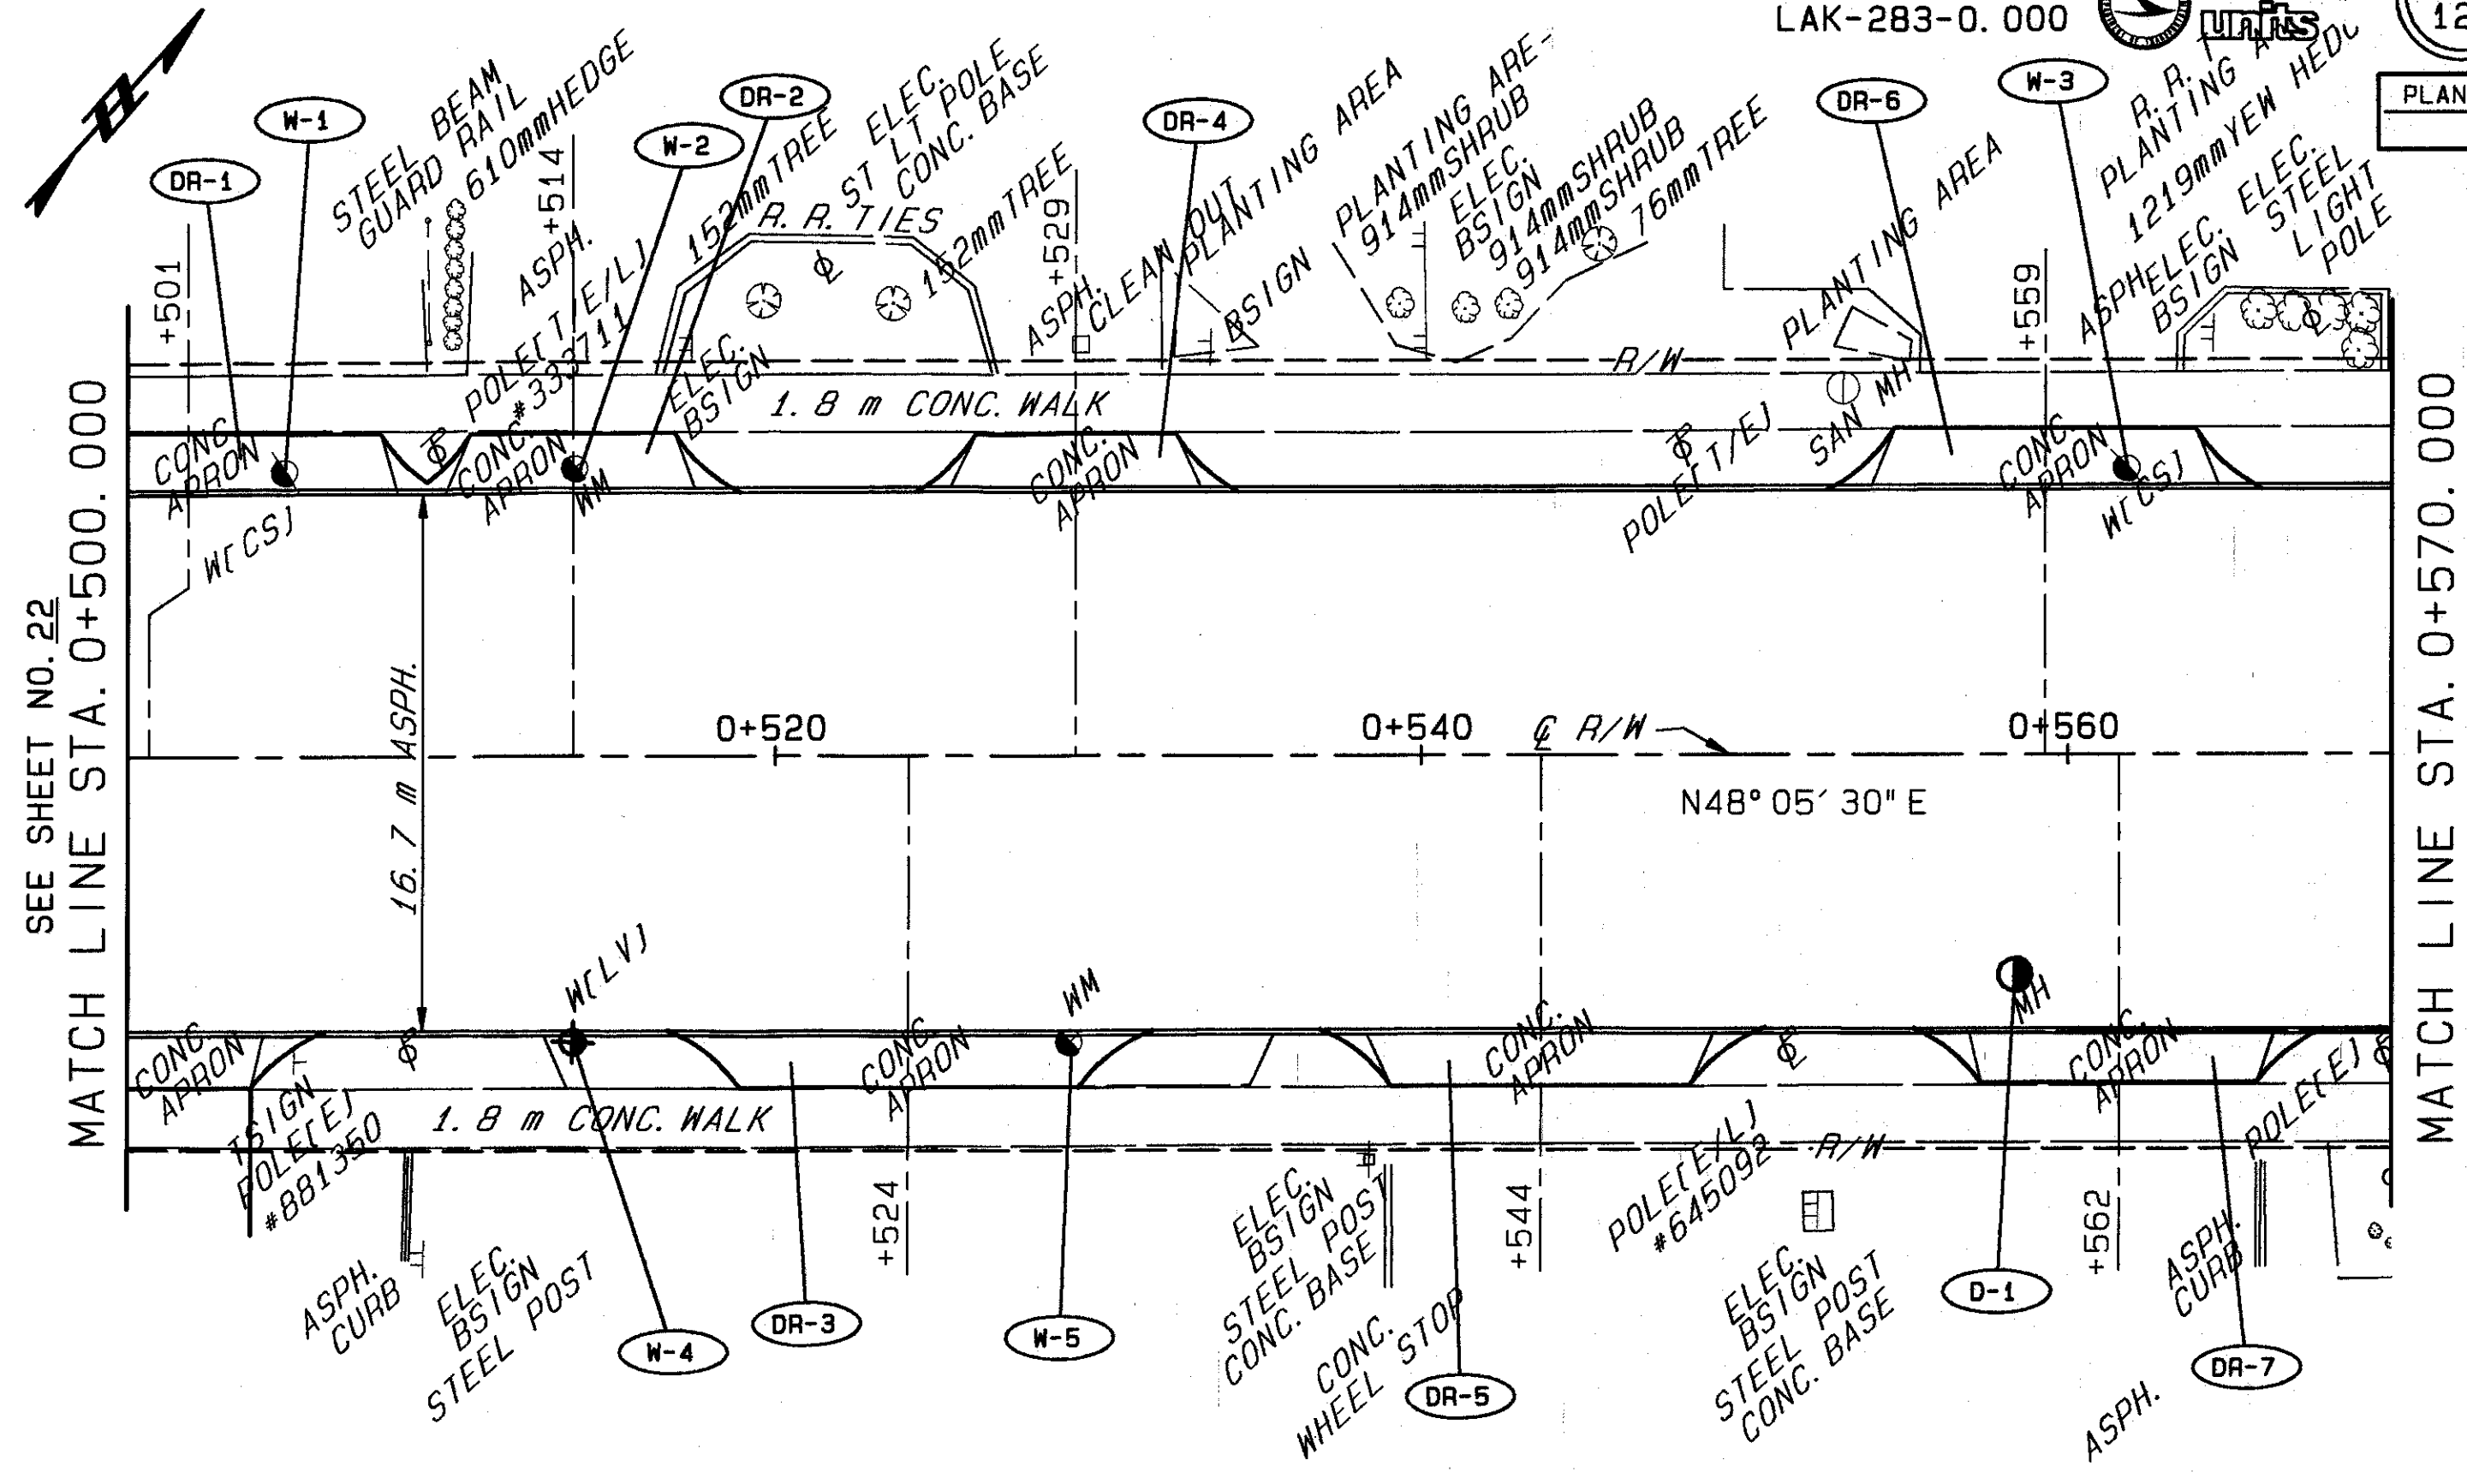 LAK-283-0.000
units
12
PLAN
W-1
DR-1
STEEL BEAM
GUARD RAIL
610mmHEDGE
+501
+514
W-2
DR-2
152mmTREE
ST ELEC.
LT POLE
CONC. BASE
R.R. TIES
152mmTREE
ASPH.
POLE[T/E/L]
#333711
ELEC.
BSIGN
+529
DR-4
ASPH.
CLEAN OUT
PLANTING AREA
BSIGN
PLANTING ARE-
914mmSHRUB
ELEC.
BSIGN
914mmSHRUB
914mmSHRUB
76mmTREE
DR-6
W-3
PLANTING AREA
+559
R.R. T
PLANTING A
1219mmYEW HEDG
ASPH
ELEC.
BSIGN
ELEC.
STEEL
LIGHT
POLE
R/W
1.8 m CONC. WALK
CONC.
APRON
CONC.
APRON
WM
CONC.
APRON
POLE[T/E]
SAN MH
CONC.
APRON
W[CS]
W[CS]
SEE SHEET NO. 22
MATCH LINE STA. 0+500.000
16.7 m ASPH.
0+520
0+540
℄ R/W
0+560
N48°05′30"E
MATCH LINE STA. 0+570.000
W[LV]
WM
MH
CONC.
APRON
CONC.
APRON
CONC.
APRON
CONC.
APRON
TSIGN
POLE[E]
#881350
1.8 m CONC. WALK
R/W
POLE[E]
ASPH.
CURB
ELEC.
BSIGN
STEEL POST
W-4
DR-3
+524
W-5
ELEC.
BSIGN
STEEL POST
CONC. BASE
CONC.
WHEEL STOP
DR-5
+544
POLE[E/L]
#645092
ELEC.
BSIGN
STEEL POST
CONC. BASE
D-1
+562
ASPH.
CURB
DR-7
ASPH.